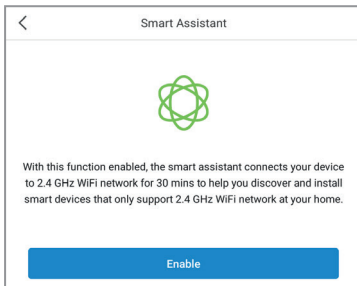 Smart Assistant
With this function enabled, the smart assistant connects your device
to 2.4 GHz WiFi network for 30 mins to help you discover and install
smart devices that only support 2.4 GHz WiFi network at your home.
Enable